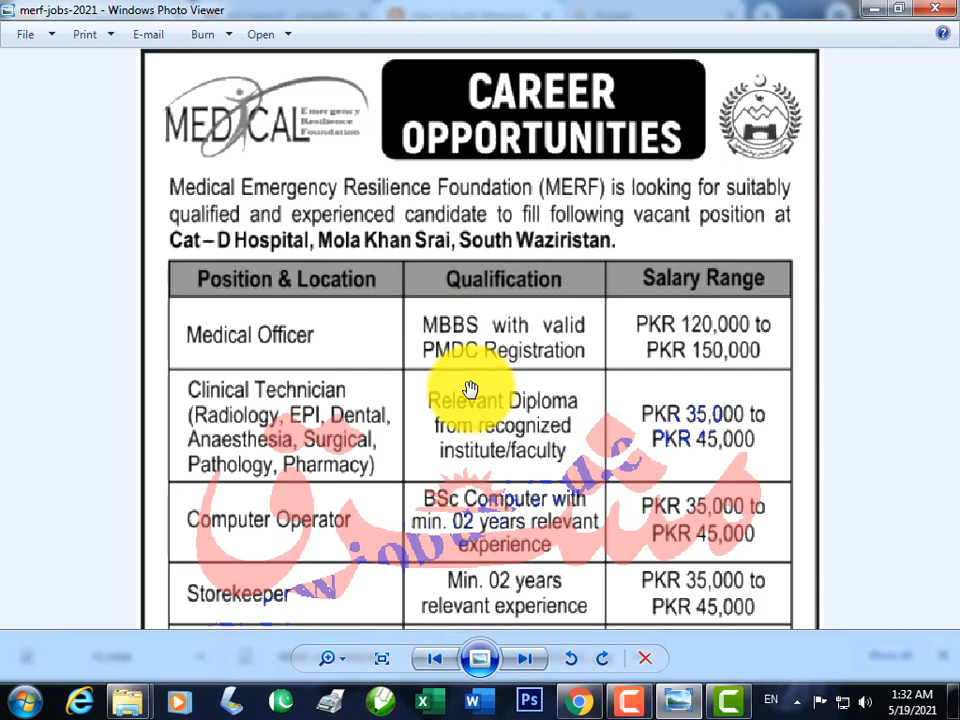 merf-jobs-2021 - Windows Photo Viewer
File Print E-mail Burn Open
MEDICAL
Emergency
Resilience
Foundation
CAREER
OPPORTUNITIES
Medical Emergency Resilience Foundation (MERF) is looking for suitably
qualified and experienced candidate to fill following vacant position at
Cat – D Hospital, Mola Khan Srai, South Waziristan.
Position & Location Qualification Salary Range
Medical Officer
MBBS with valid
PMDC Registration
PKR 120,000 to
PKR 150,000
Clinical Technician
(Radiology, EPI, Dental,
Anaesthesia, Surgical,
Pathology, Pharmacy)
Relevant Diploma
from recognized
institute/faculty
PKR 35,000 to
PKR 45,000
Computer Operator
BSc Computer with
min. 02 years relevant
experience
PKR 35,000 to
PKR 45,000
Storekeeper
Min. 02 years
relevant experience
PKR 35,000 to
PKR 45,000
مشرق
EN
1:32 AM
5/19/2021